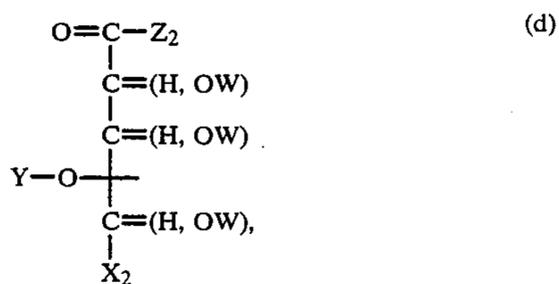 O=C—Z₂ (d)
C=(H, OW)
C=(H, OW)
Y—O
C=(H, OW),
X₂